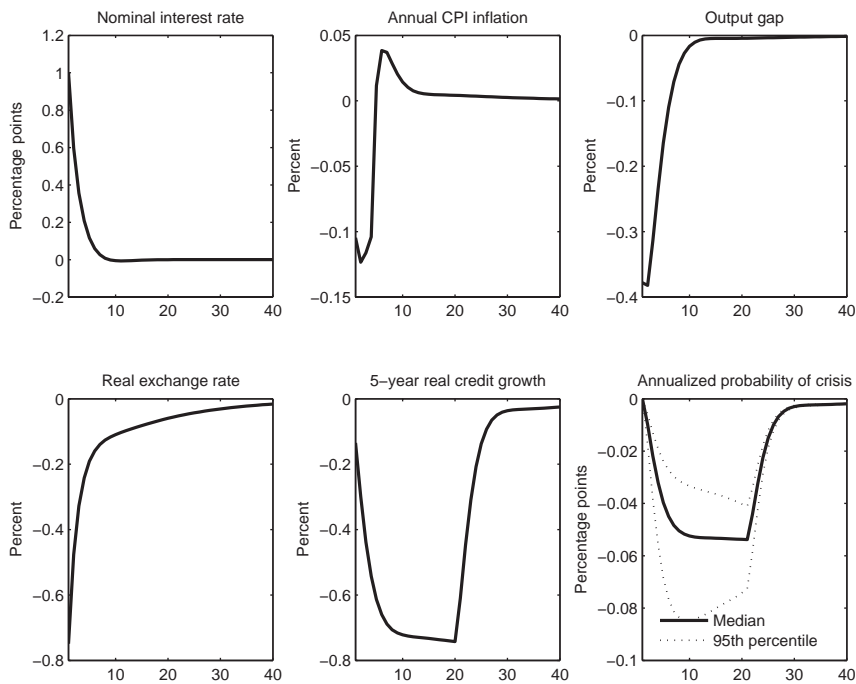 Nominal interest rate
Percentage points
1.2
1
0.8
0.6
0.4
0.2
0
−0.2
10 20 30 40
Annual CPI inflation
Percent
0.05
0
−0.05
−0.1
−0.15
10 20 30 40
Output gap
Percent
0
−0.1
−0.2
−0.3
−0.4
10 20 30 40
Real exchange rate
Percent
0
−0.2
−0.4
−0.6
−0.8
10 20 30 40
5−year real credit growth
Percent
0
−0.2
−0.4
−0.6
−0.8
10 20 30 40
Annualized probability of crisis
Percentage points
0
−0.02
−0.04
−0.06
−0.08
−0.1
10 20 30 40
Median
95th percentile